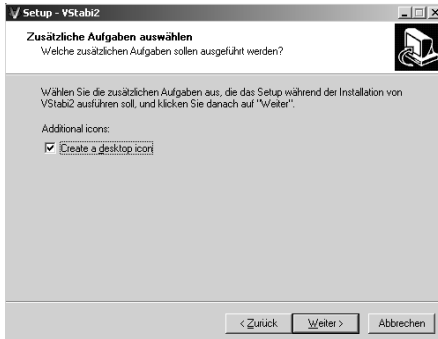 Setup - VStabi2
Zusätzliche Aufgaben auswählen
Welche zusätzlichen Aufgaben sollen ausgeführt werden?
Wählen Sie die zusätzlichen Aufgaben aus, die das Setup während der Installation von
VStabi2 ausführen soll, und klicken Sie danach auf "Weiter".
Additional icons:
Create a desktop icon
< Zurück Weiter > Abbrechen